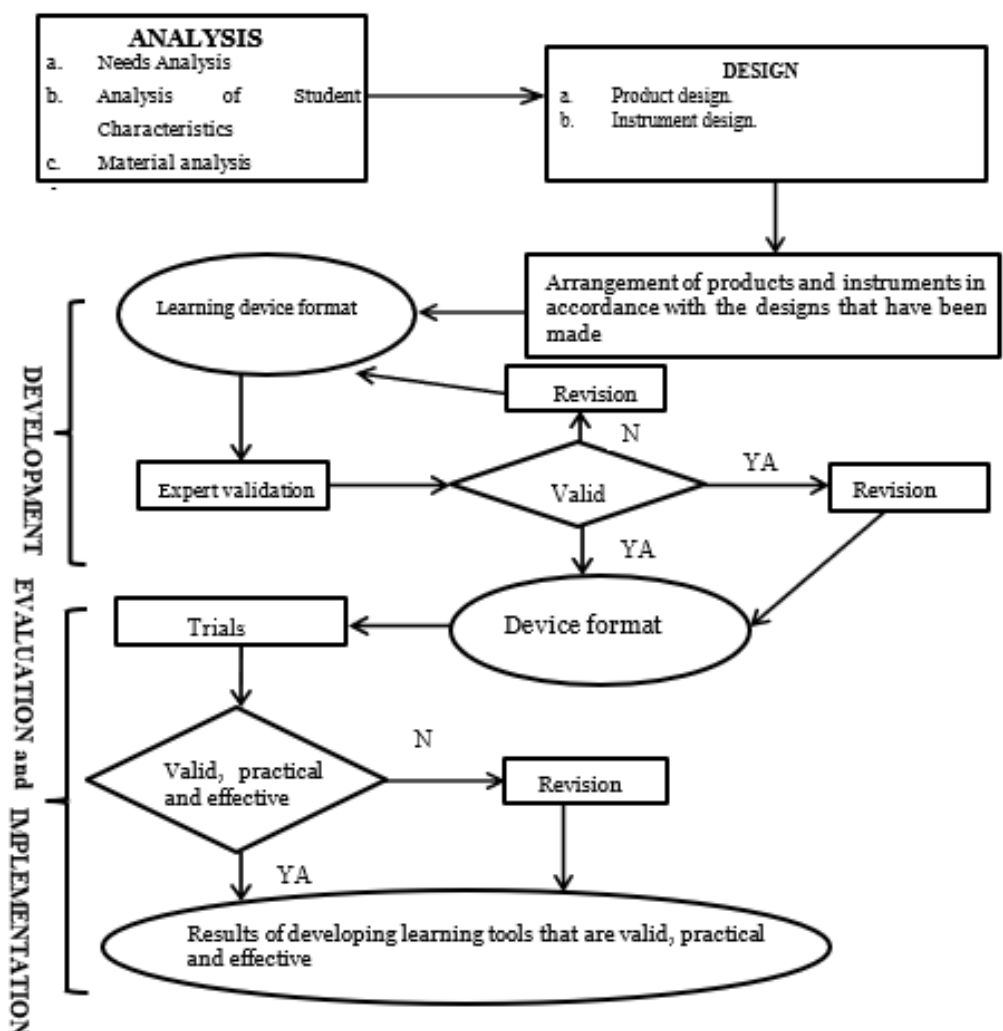 ANALYSIS
a. Needs Analysis
b. Analysis of Student
Characteristics
c. Material analysis
-
DESIGN
a. Product design.
b. Instrument design.
Arrangement of products and instruments in
accordance with the designs that have been
made
Learning device format
DEVELOPMENT
Revision
N
Expert validation
Valid
YA
Revision
YA
Device format
EVALUATION and IMPLEMENTATION
Trials
N
Valid, practical
and effective
Revision
YA
Results of developing learning tools that are valid, practical
and effective